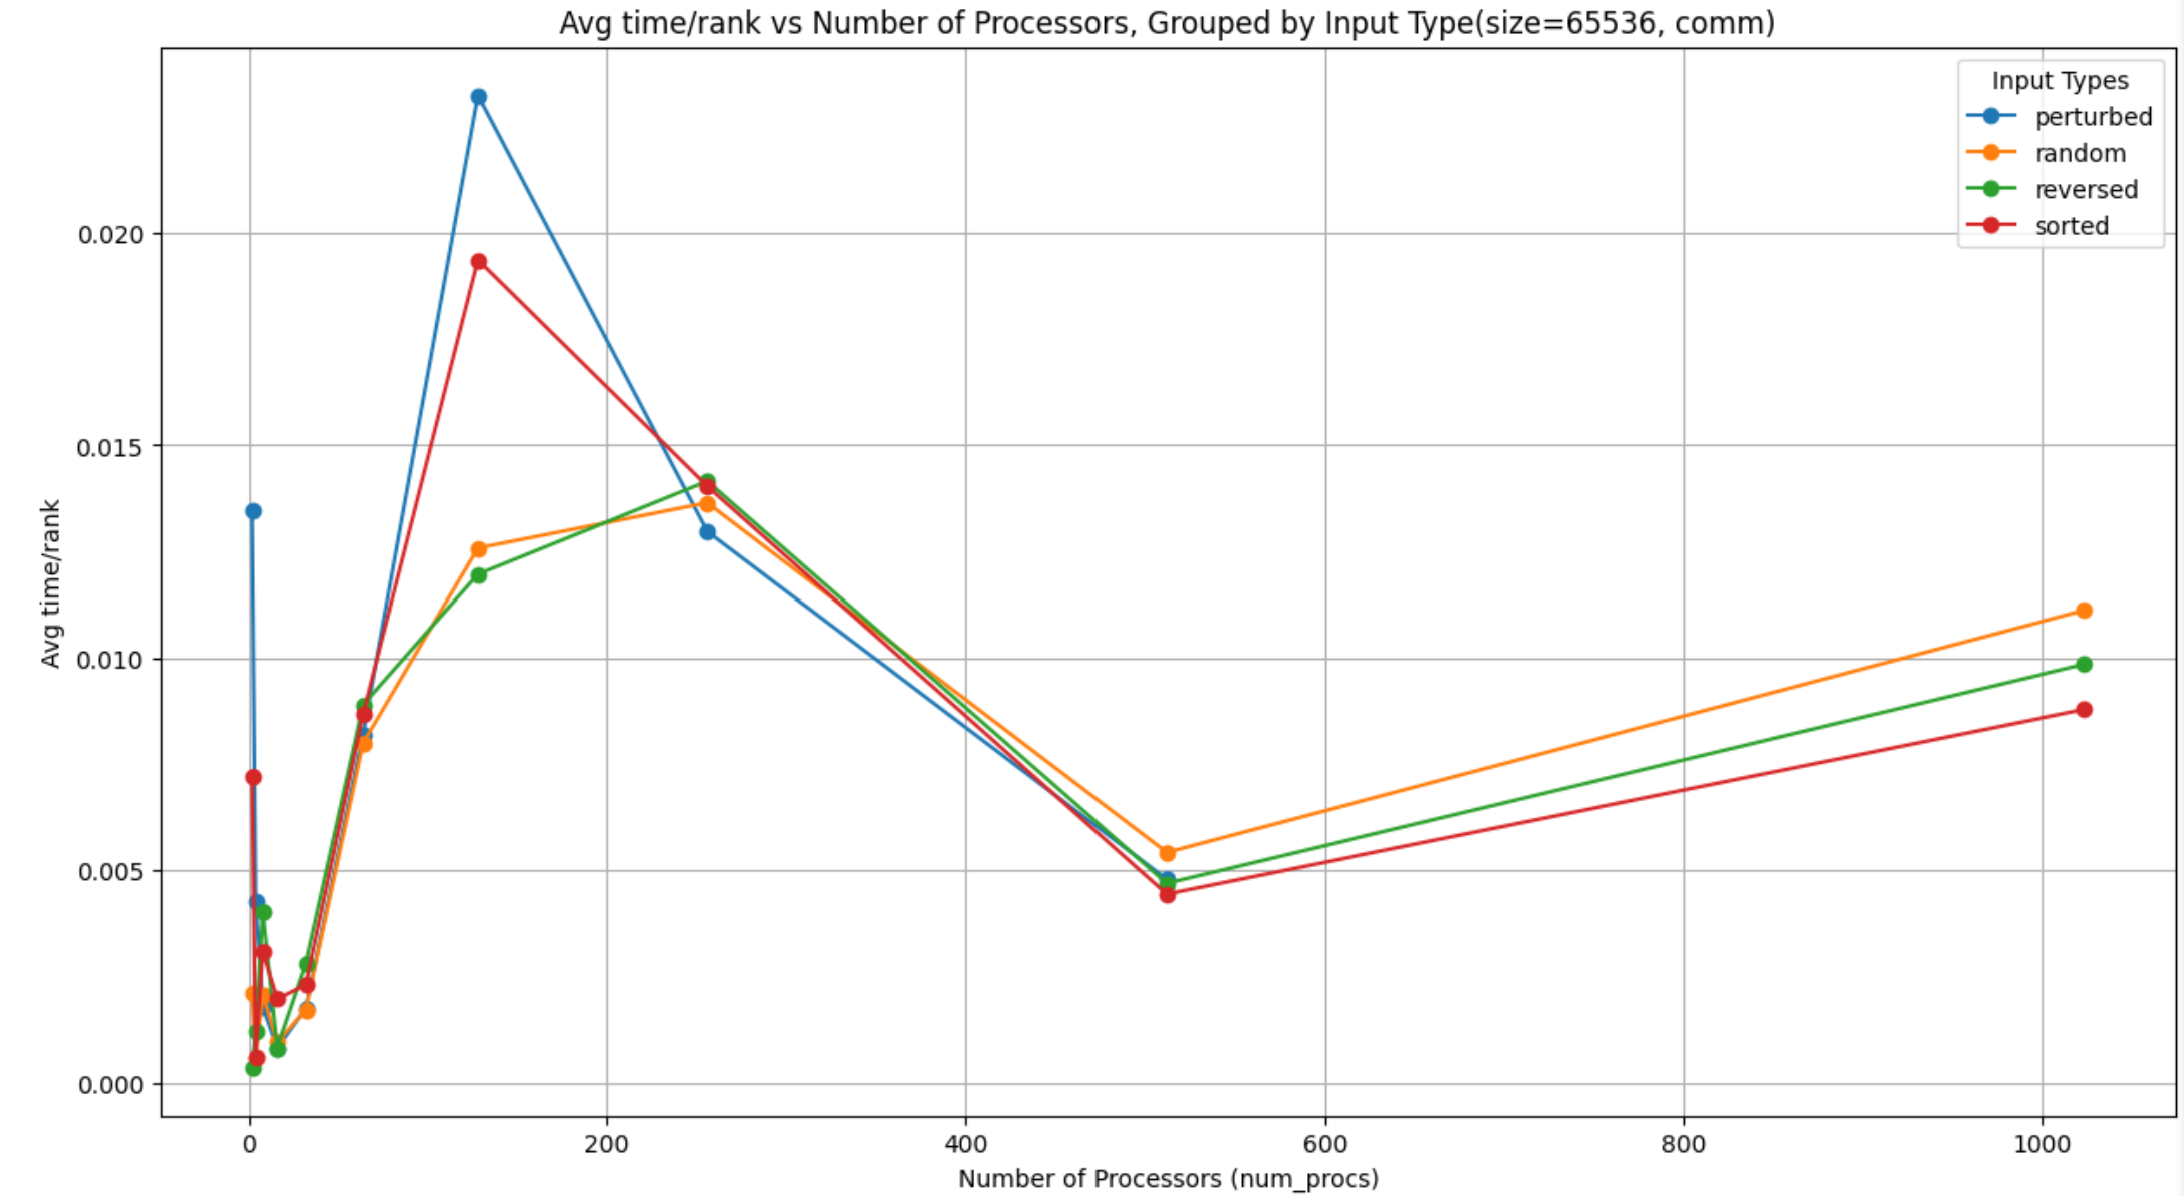 Avg time/rank vs Number of Processors, Grouped by Input Type(size=65536, comm)
Input Types
perturbed
random
reversed
sorted
Avg time/rank
0.020
0.015
0.010
0.005
0.000
0 200 400 600 800 1000
Number of Processors (num_procs)